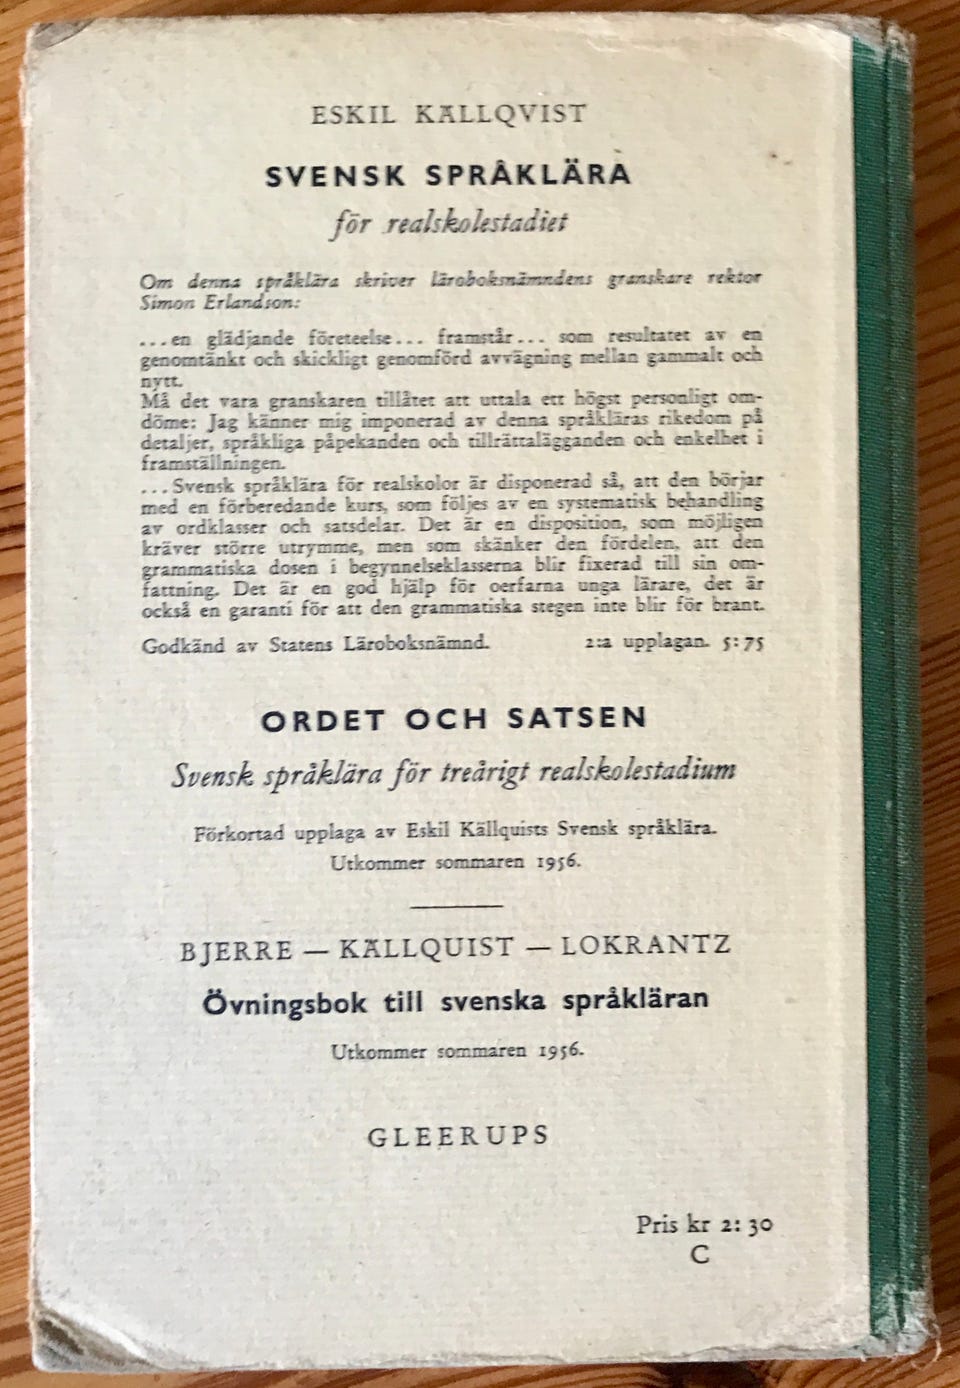 ESKIL KÄLLQVIST
SVENSK SPRÅKLÄRA
för realskolestadiet
Om denna språklära skriver läroboksnämndens granskare rektor
Simon Erlandson:
...en glädjande företeelse... framstår... som resultatet av en
genomtänkt och skickligt genomförd avvägning mellan gammalt och
nytt.
Må det vara granskaren tillåtet att uttala ett högst personligt om-
döme: Jag känner mig imponerad av denna språkläras rikedom på
detaljer, språkliga påpekanden och tillrättalägganden och enkelhet i
framställningen.
...Svensk språklära för realskolor är disponerad så, att den börjar
med en förberedande kurs, som följes av en systematisk behandling
av ordklasser och satsdelar. Det är en disposition, som möjligen
kräver större utrymme, men som skänker den fördelen, att den
grammatiska dosen i begynnelseklasserna blir fixerad till sin om-
fattning. Det är en god hjälp för oerfarna unga lärare, det är
också en garanti för att den grammatiska stegen inte blir för brant.
Godkänd av Statens Läroboksnämnd. 2:a upplagan. 5:75
ORDET OCH SATSEN
Svensk språklära för treårigt realskolestadium
Förkortad upplaga av Eskil Källquists Svensk språklära.
Utkommer sommaren 1956.
BJERRE — KÄLLQUIST — LOKRANTZ
Övningsbok till svenska språkläran
Utkommer sommaren 1956.
GLEERUPS
Pris kr 2: 30
C